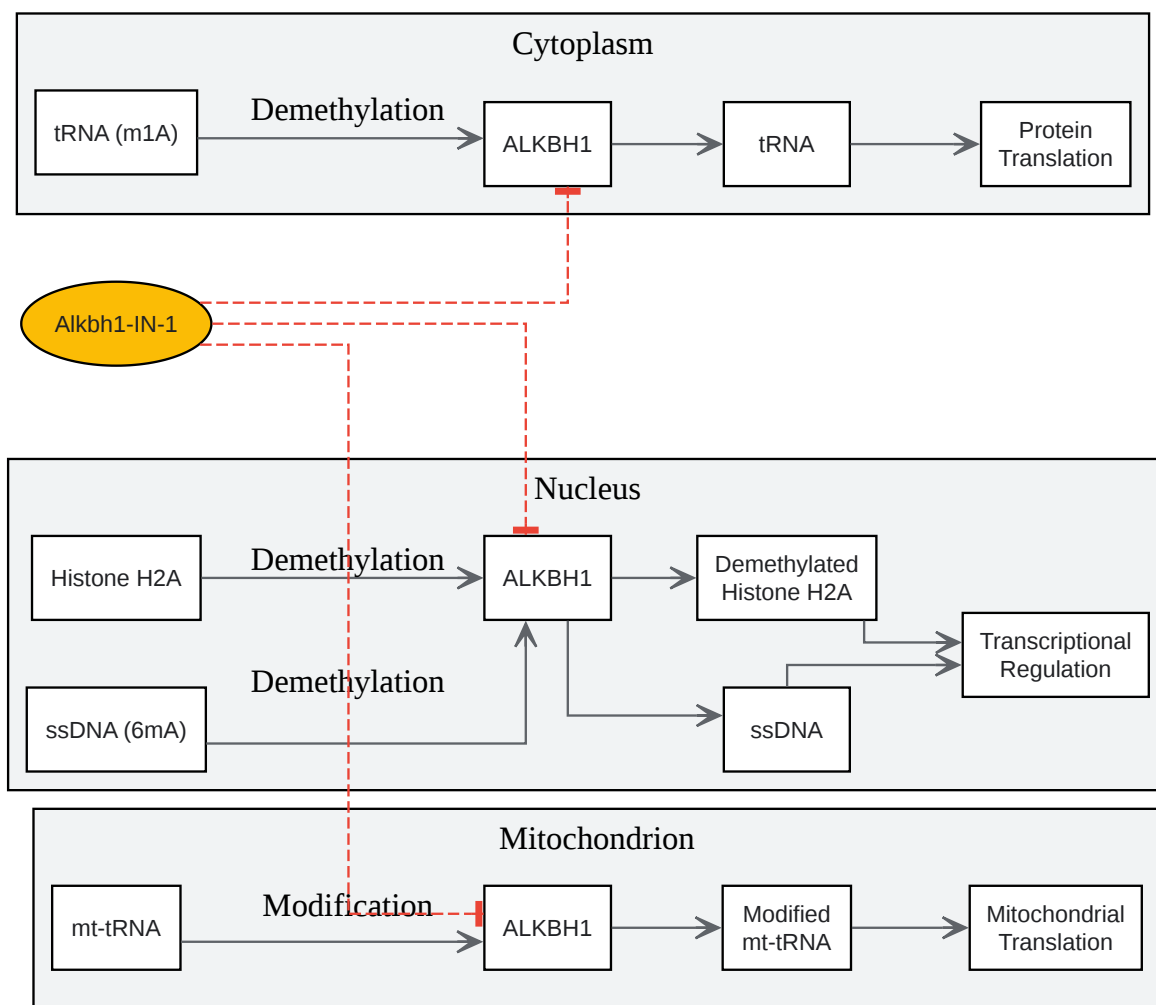 Cytoplasm
Demethylation
tRNA (m1A)
ALKBH1
tRNA
Protein
Translation
Alkbh1-IN-1
Nucleus
Demethylation
Histone H2A
ALKBH1
Demethylated
Histone H2A
Transcriptional
Regulation
Demethylation
ssDNA (6mA)
ssDNA
Mitochondrion
Modification
mt-tRNA
ALKBH1
Modified
mt-tRNA
Mitochondrial
Translation